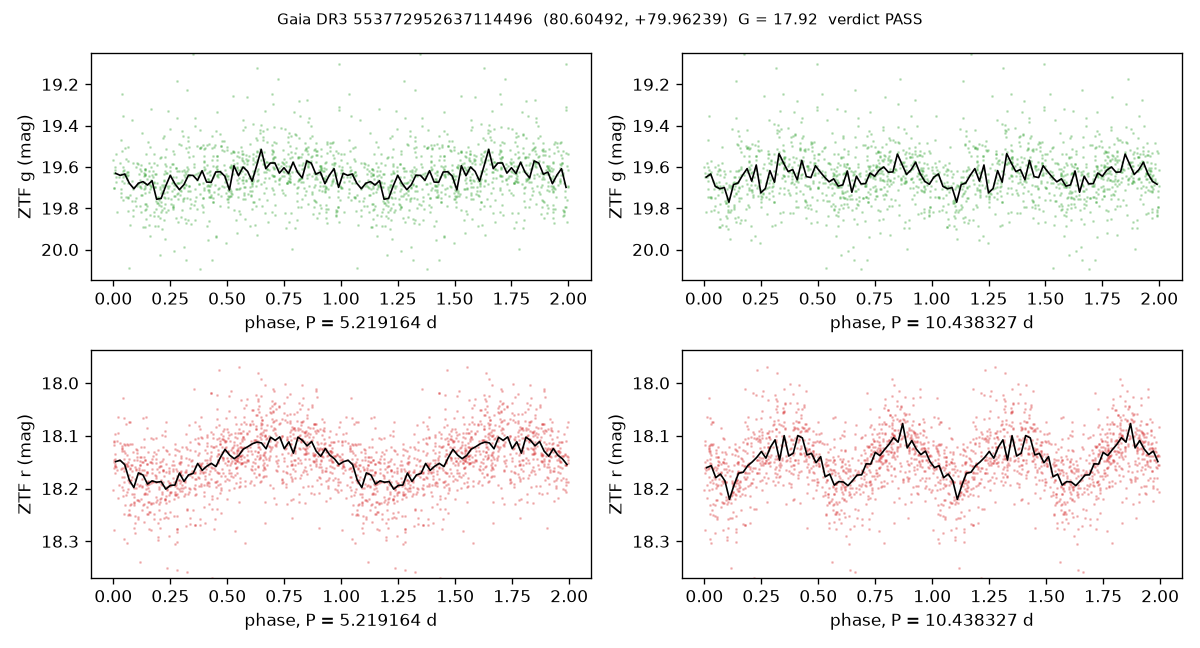 Gaia DR3 553772952637114496 (80.60492, +79.96239) G = 17.92 verdict PASS
ZTF g (mag)
19.2
19.4
19.6
19.8
20.0
0.00 0.25 0.50 0.75 1.00 1.25 1.50 1.75 2.00
phase, P = 5.219164 d
ZTF g (mag)
19.2
19.4
19.6
19.8
20.0
0.00 0.25 0.50 0.75 1.00 1.25 1.50 1.75 2.00
phase, P = 10.438327 d
ZTF r (mag)
18.0
18.1
18.2
18.3
0.00 0.25 0.50 0.75 1.00 1.25 1.50 1.75 2.00
phase, P = 5.219164 d
ZTF r (mag)
18.0
18.1
18.2
18.3
0.00 0.25 0.50 0.75 1.00 1.25 1.50 1.75 2.00
phase, P = 10.438327 d